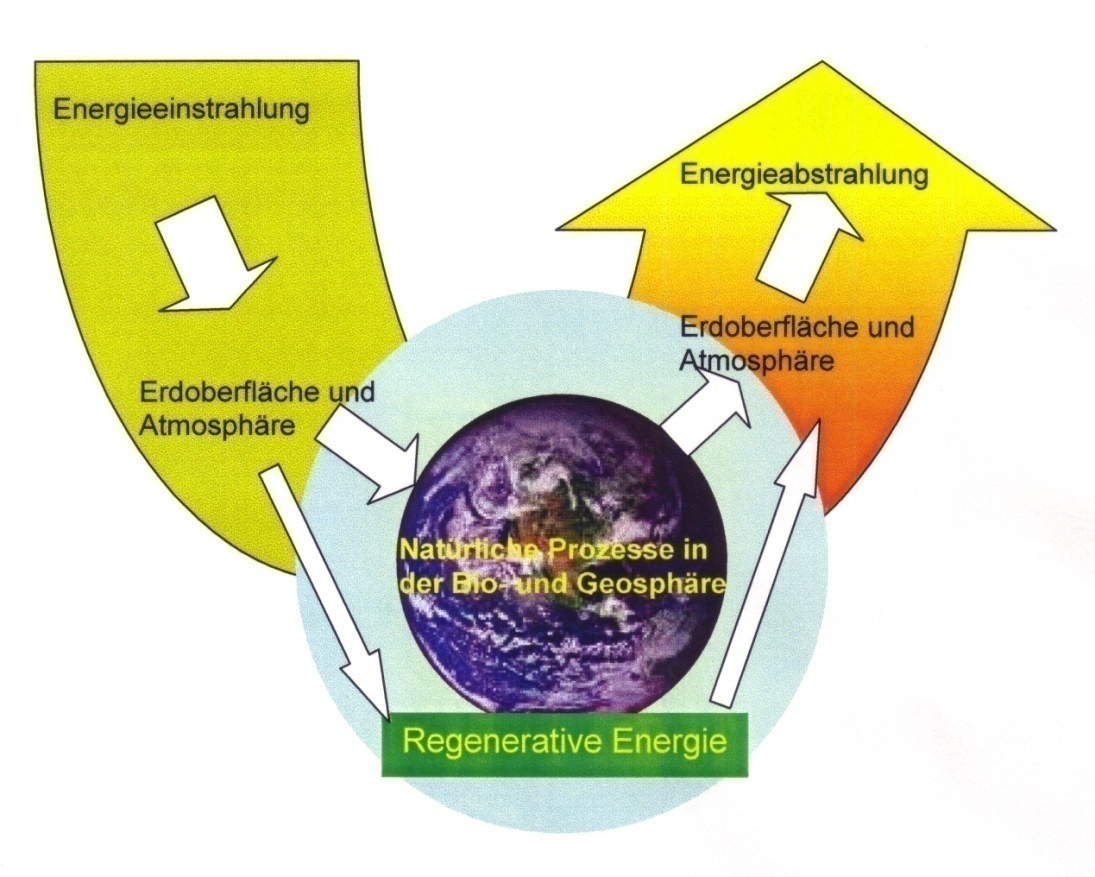 Energieeinstrahlung
Erdoberfläche und
Atmosphäre
Energieabstrahlung
Erdoberfläche und
Atmosphäre
Natürliche Prozesse in
der Bio- und Geosphäre
Regenerative Energie